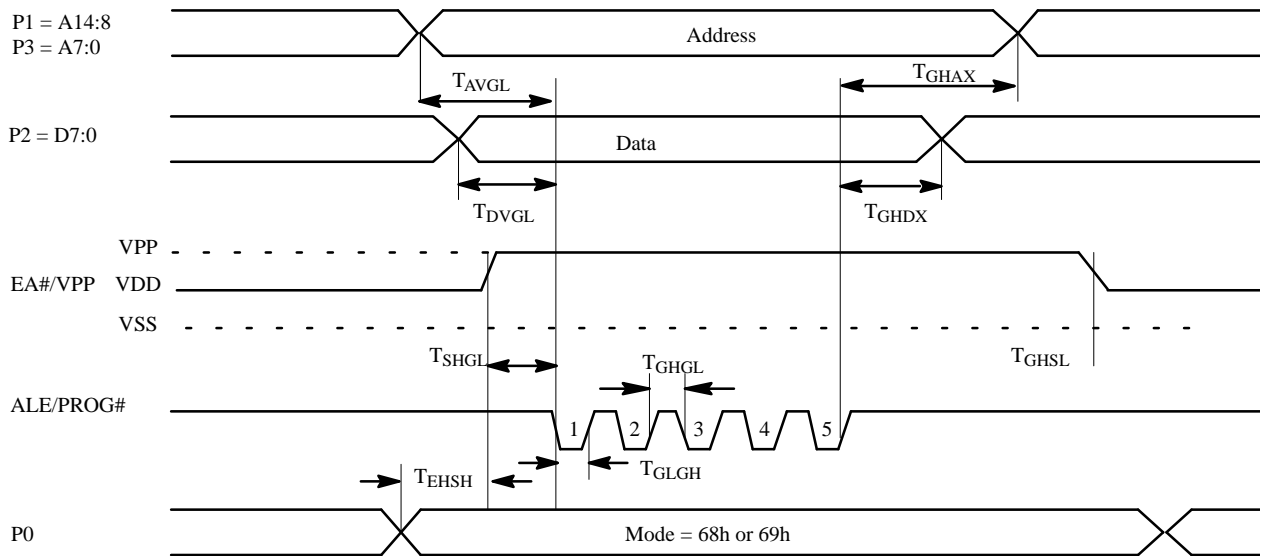 P1 = A14:8
P3 = A7:0
Address
TAVGL
TGHAX
P2 = D7:0
Data
TDVGL
TGHDX
VPP
EA#/VPP VDD
VSS
TSHGL
TGHGL
TGHSL
ALE/PROG#
1 2 3 4 5
TEHSH
TGLGH
P0
Mode = 68h or 69h